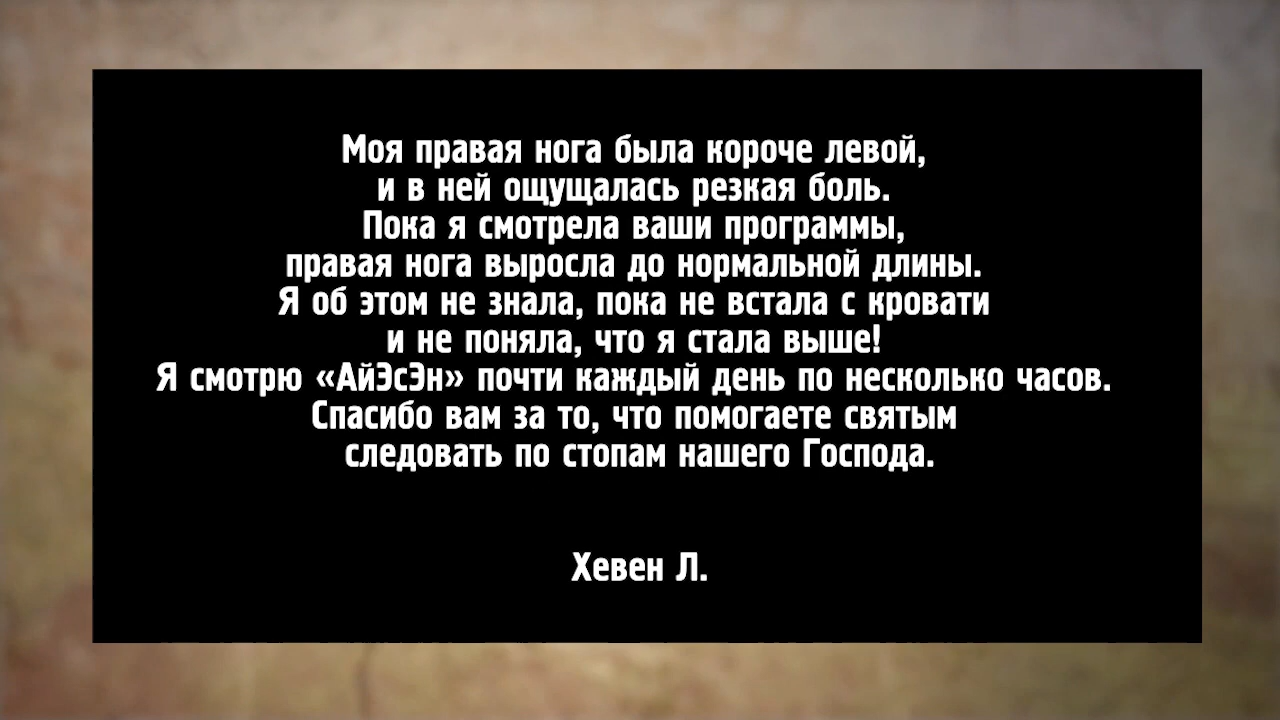 Моя правая нога была короче левой,
и в ней ощущалась резкая боль.
Пока я смотрела ваши программы,
правая нога выросла до нормальной длины.
Я об этом не знала, пока не встала с кровати
и не поняла, что я стала выше!
Я смотрю «АйЭсЭн» почти каждый день по несколько часов.
Спасибо вам за то, что помогаете святым
следовать по стопам нашего Господа.
Хевен Л.